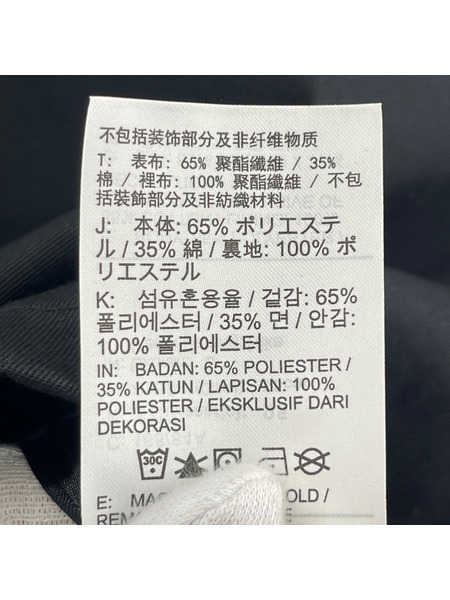 不包括装饰部分及非纤维物质
T: 表布: 65% 聚酯纖維 / 35%
棉 / 裡布: 100% 聚酯纖維 / 不包
括裝飾部分及非紡織材料
J: 本体: 65% ポリエステ
ル / 35% 綿 / 裏地: 100% ポ
リエステル
K: 섬유혼용율 / 겉감: 65%
폴리에스터 / 35% 면 / 안감:
100% 폴리에스터
IN: BADAN: 65% POLIESTER /
35% KATUN / LAPISAN: 100%
POLIESTER / EKSKLUSIF DARI
DEKORASI
30C
E: MAC
OLD /